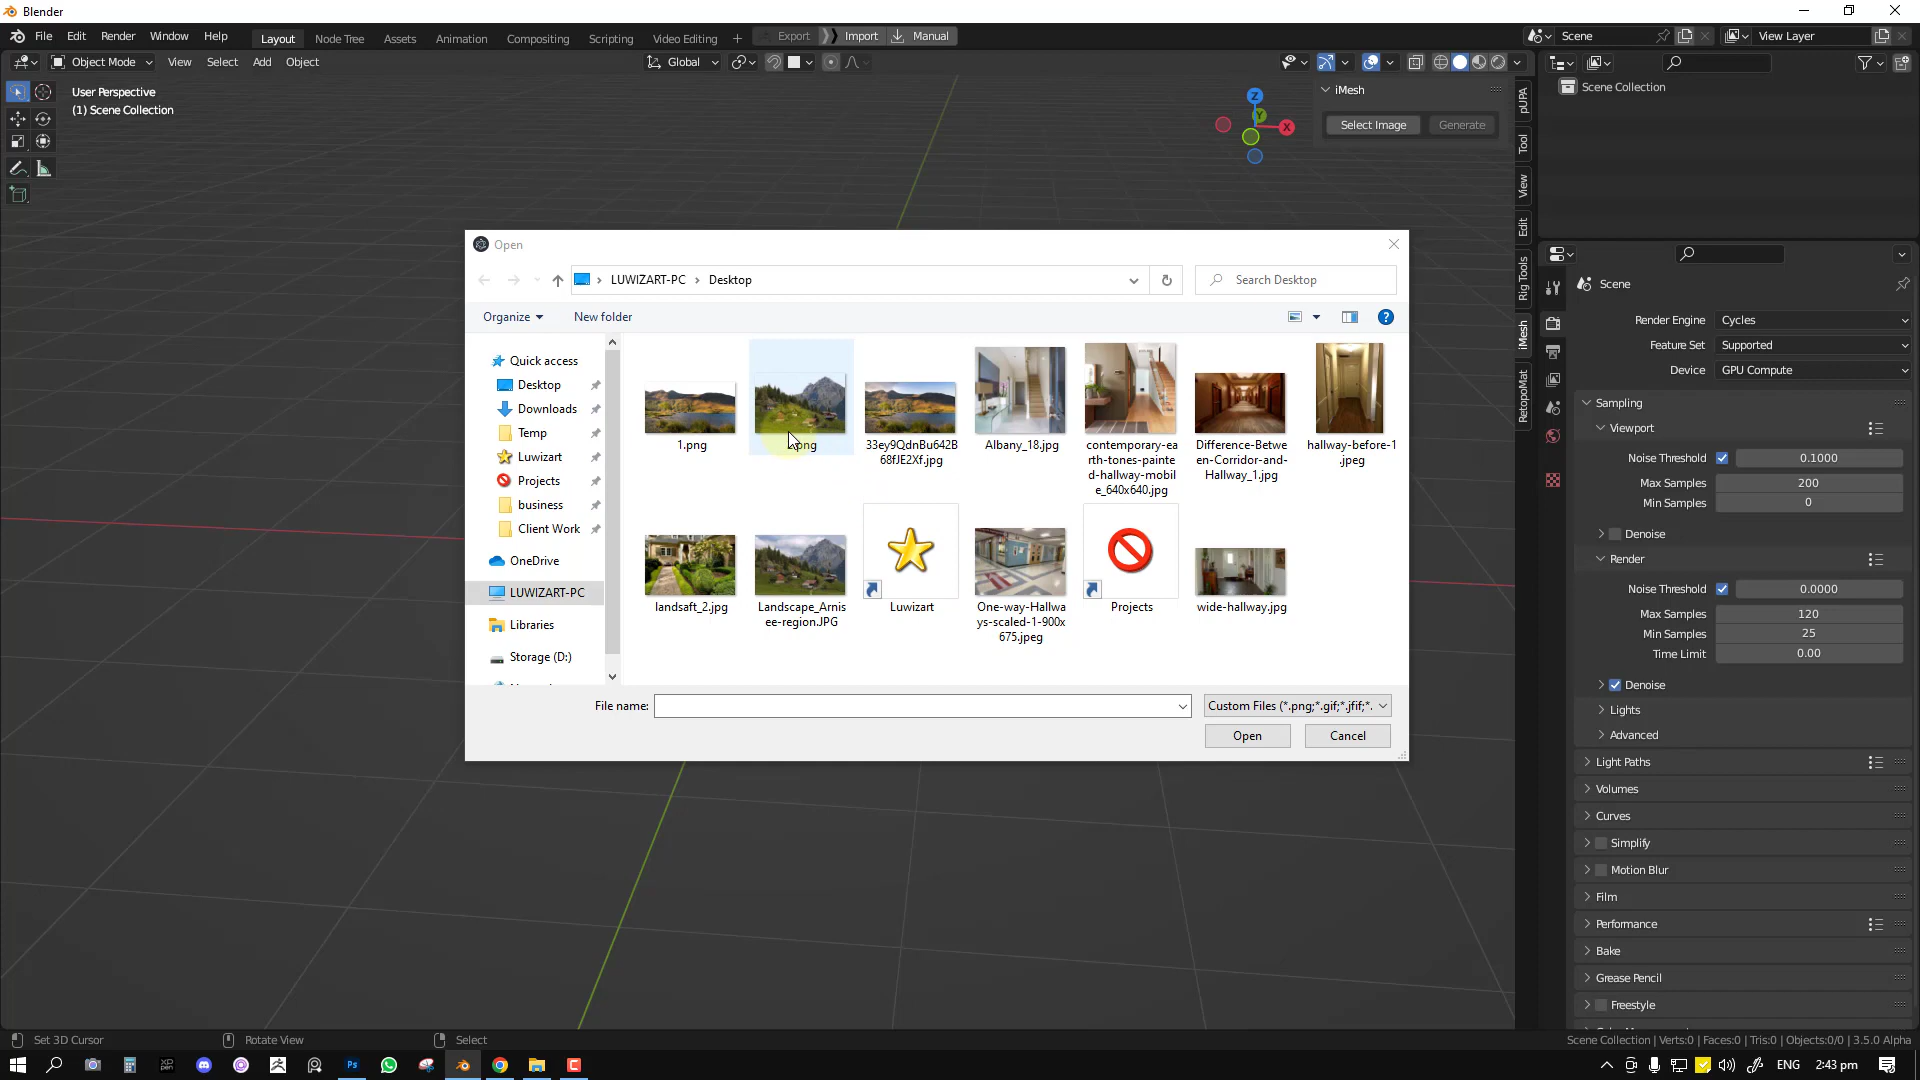 Blender
File Edit Render Window Help
Layout Node Tree Assets Animation Compositing Scripting Video Editing +
Export Import Manual
Scene
View Layer
Object Mode View Select Add Object
Global
User Perspective
(1) Scene Collection
Z
Y
X
iMesh
Select Image Generate
pUPA
Tool
View
Edit
Rig Tools
iMesh
RetopoMat
Scene Collection
Open
LUWIZART-PC > Desktop
Search Desktop
Organize New folder
Quick access
Desktop
Downloads
Temp
Luwizart
Projects
business
Client Work
OneDrive
LUWIZART-PC
Libraries
Storage (D:)
1.png
33ey9QdnBu642B
68fJE2Xf.jpg
Albany_18.jpg
contemporary-ea
rth-tones-painte
d-hallway-mobil
e_640x640.jpg
Difference-Betwe
en-Corridor-and-
Hallway_1.jpg
hallway-before-1
.jpeg
landsaft_2.jpg
Landscape_Arnis
ee-region.JPG
Luwizart
One-way-Hallwa
ys-scaled-1-900x
675.jpeg
Projects
wide-hallway.jpg
File name:
Custom Files (*.png;*.gif;*.jfif;*.
Open Cancel
Scene
Render Engine Cycles
Feature Set Supported
Device GPU Compute
Sampling
Viewport
Noise Threshold 0.1000
Max Samples 200
Min Samples 0
Denoise
Render
Noise Threshold 0.0000
Max Samples 120
Min Samples 25
Time Limit 0.00
Denoise
Lights
Advanced
Light Paths
Volumes
Curves
Simplify
Motion Blur
Film
Performance
Bake
Grease Pencil
Freestyle
Set 3D Cursor
Rotate View
Select
Scene Collection | Verts:0 | Faces:0 | Tris:0 | Objects:0/0 | 3.5.0 Alpha
ENG 2:43 pm